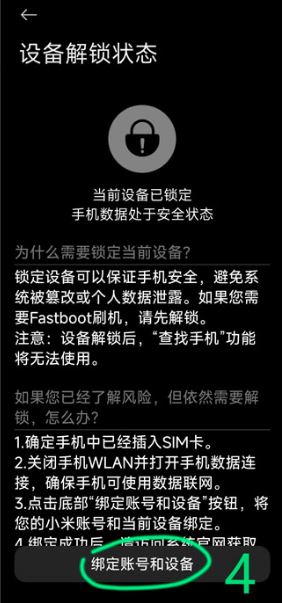 设备解锁状态
当前设备已锁定
手机数据处于安全状态
为什么需要锁定当前设备?
锁定设备可以保证手机安全，避免系
统被篡改或个人数据泄露。如果您需
要Fastboot刷机，请先解锁。
注意：设备解锁后，“查找手机”功能
将无法使用。
如果您已经了解风险，但依然需要解
锁，怎么办?
1.确定手机中已经插入SIM卡。
2.关闭手机WLAN并打开手机数据连
接，确保手机可使用数据联网。
3.点击底部“绑定账号和设备”按钮，将
您的小米账号和当前设备绑定。
4.绑定成功后，请访问系统官网获取
绑定账号和设备
4